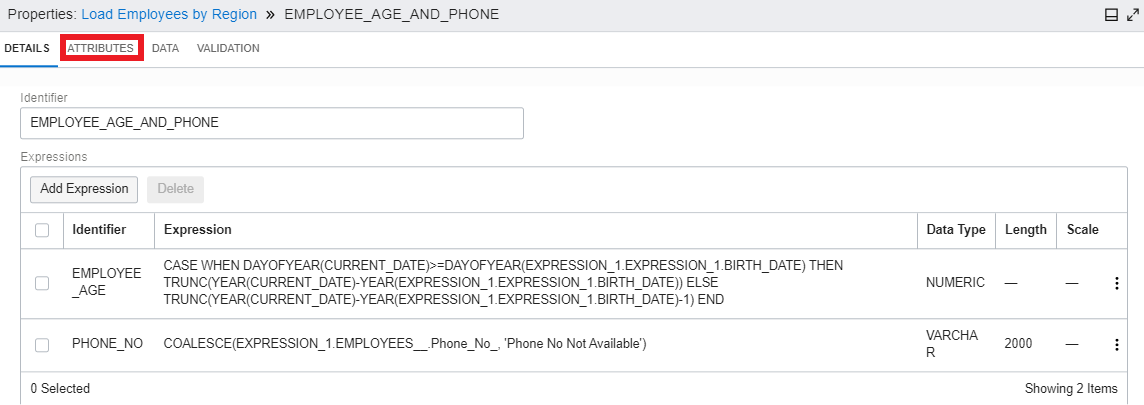 Properties: Load Employees by Region » EMPLOYEE_AGE_AND_PHONE
DETAILS ATTRIBUTES DATA VALIDATION
Identifier
EMPLOYEE_AGE_AND_PHONE
Expressions
Add Expression Delete
Identifier Expression Data Type Length Scale
EMPLOYEE
_AGE
CASE WHEN DAYOFYEAR(CURRENT_DATE)>=DAYOFYEAR(EXPRESSION_1.EXPRESSION_1.BIRTH_DATE) THEN
TRUNC(YEAR(CURRENT_DATE)-YEAR(EXPRESSION_1.EXPRESSION_1.BIRTH_DATE)) ELSE
TRUNC(YEAR(CURRENT_DATE)-YEAR(EXPRESSION_1.EXPRESSION_1.BIRTH_DATE)-1) END
NUMERIC — —
PHONE_NO COALESCE(EXPRESSION_1.EMPLOYEES__.Phone_No_, 'Phone No Not Available')
VARCHA
R
2000 —
0 Selected Showing 2 Items